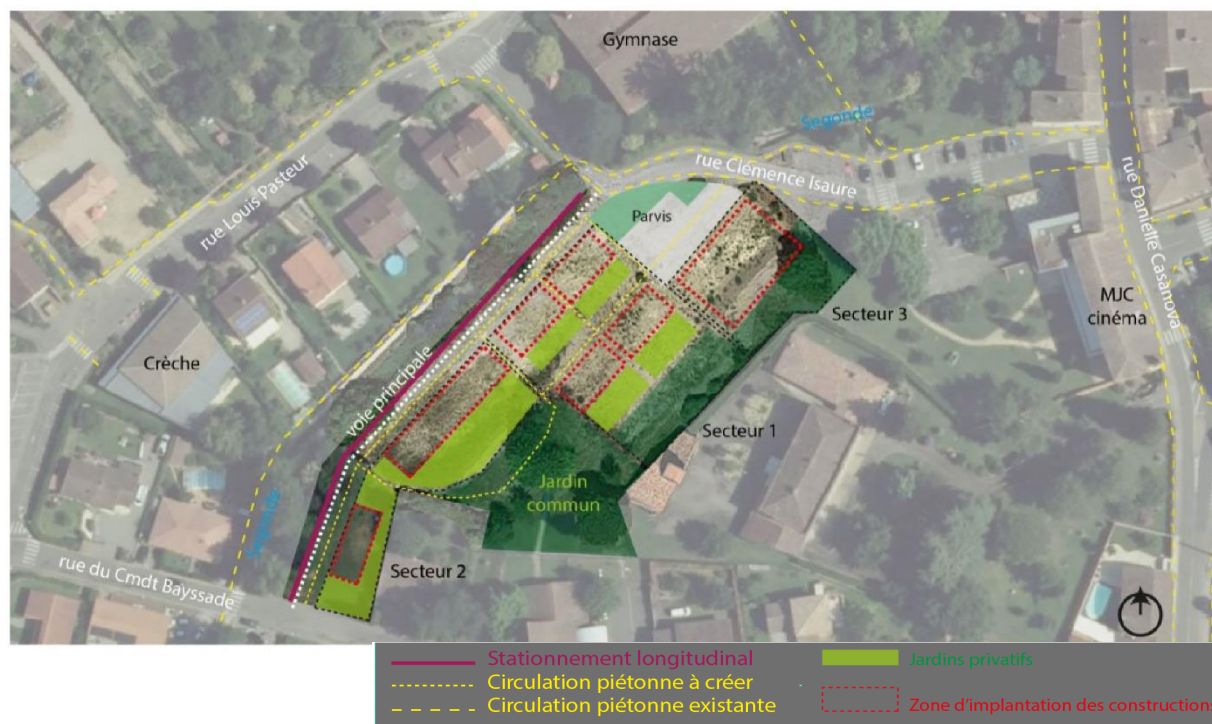 Gymnase
Segonde
rue Clémence Isaure
rue Danielle Casanova
rue Louis Pasteur
Parvis
Secteur 3
MJC
cinéma
Crèche
voie principale
Secteur 1
Jardin
commun
Segonde
Secteur 2
rue du Cmdt Bayssade
Stationnement longitudinal
Jardins privatifs
Circulation piétonne à créer
Circulation piétonne existante
Zone d'implantation des constructions